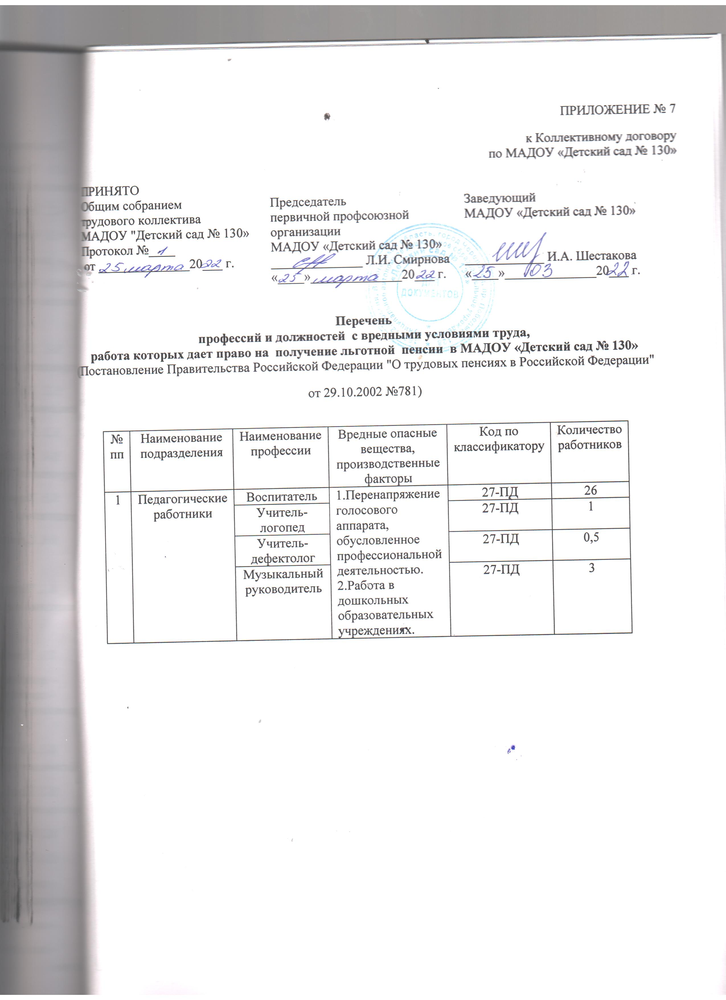 ПРИЛОЖЕНИЕ № 7
к Коллективному договору
по МАДОУ «Детский сад № 130»
ПРИНЯТО
Общим собранием
трудового коллектива
МАДОУ "Детский сад № 130»
Протокол № 1
от 25 марта 2022 г.
Председатель
первичной профсоюзной
организации
МАДОУ «Детский сад № 130»
Л.И. Смирнова
«25» марта 2022 г.
Заведующий
МАДОУ «Детский сад № 130»
И.А. Шестакова
«25» 03 2022 г.
ДЛЯ
ДОКУМЕНТОВ
Перечень
профессий и должностей с вредными условиями труда,
работа которых дает право на получение льготной пенсии в МАДОУ «Детский сад № 130»
(Постановление Правительства Российской Федерации "О трудовых пенсиях в Российской Федерации"
от 29.10.2002 №781)
№
пп
Наименование
подразделения
Наименование
профессии
Вредные опасные
вещества,
производственные
факторы
Код по
классификатору
Количество
работников
1
Педагогические
работники
Воспитатель
Учитель-
логопед
Учитель-
дефектолог
Музыкальный
руководитель
1.Перенапряжение
голосового
аппарата,
обусловленное
профессиональной
деятельностью.
2.Работа в
дошкольных
образовательных
учреждениях.
27-ПД
26
27-ПД
1
27-ПД
0,5
27-ПД
3